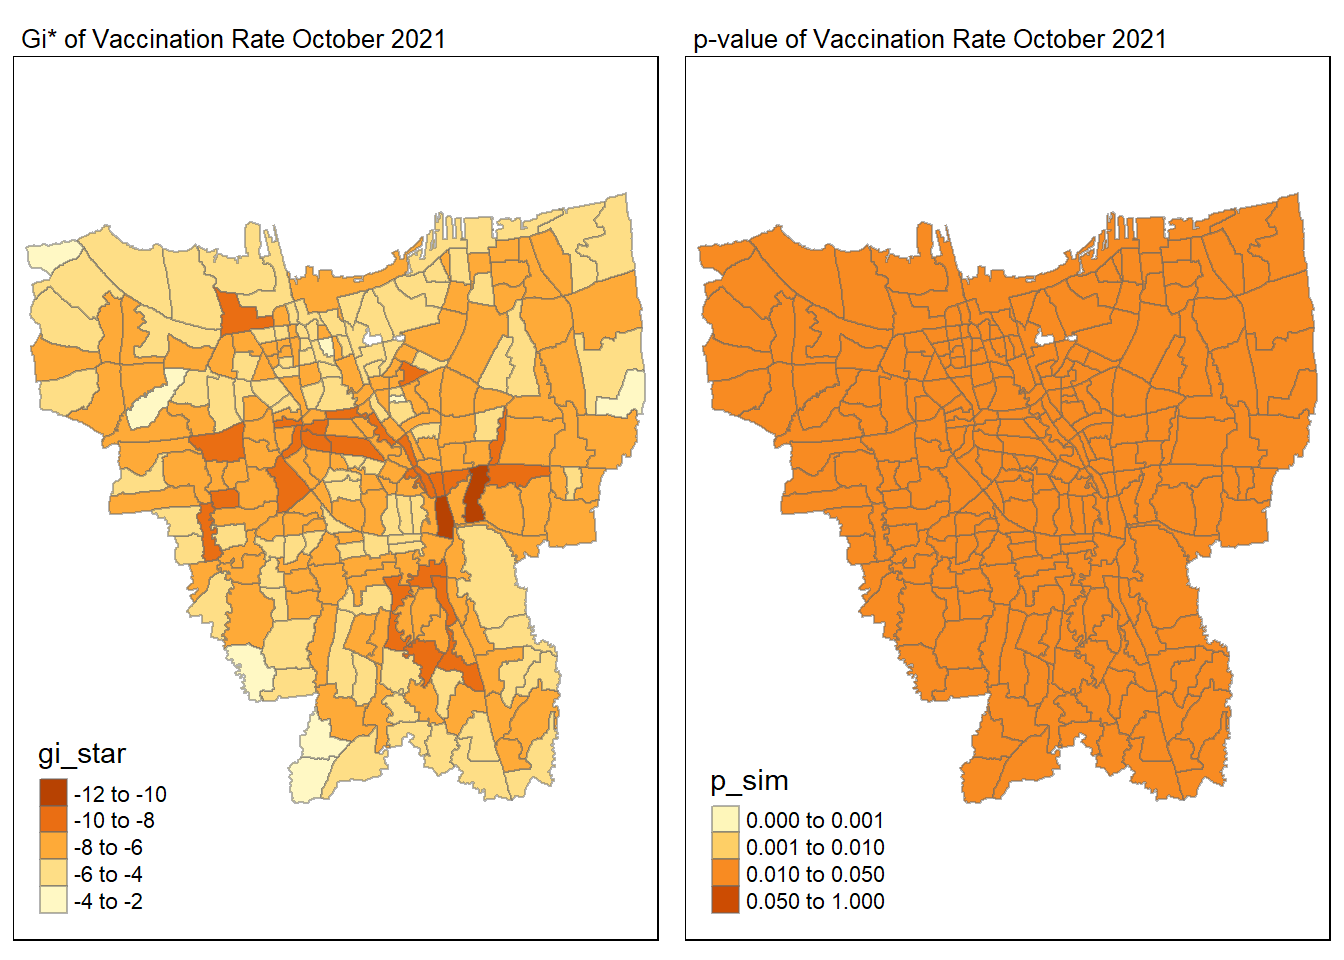 Gi* of Vaccination Rate October 2021
p-value of Vaccination Rate October 2021
gi_star
-12 to -10
-10 to -8
-8 to -6
-6 to -4
-4 to -2
p_sim
0.000 to 0.001
0.001 to 0.010
0.010 to 0.050
0.050 to 1.000